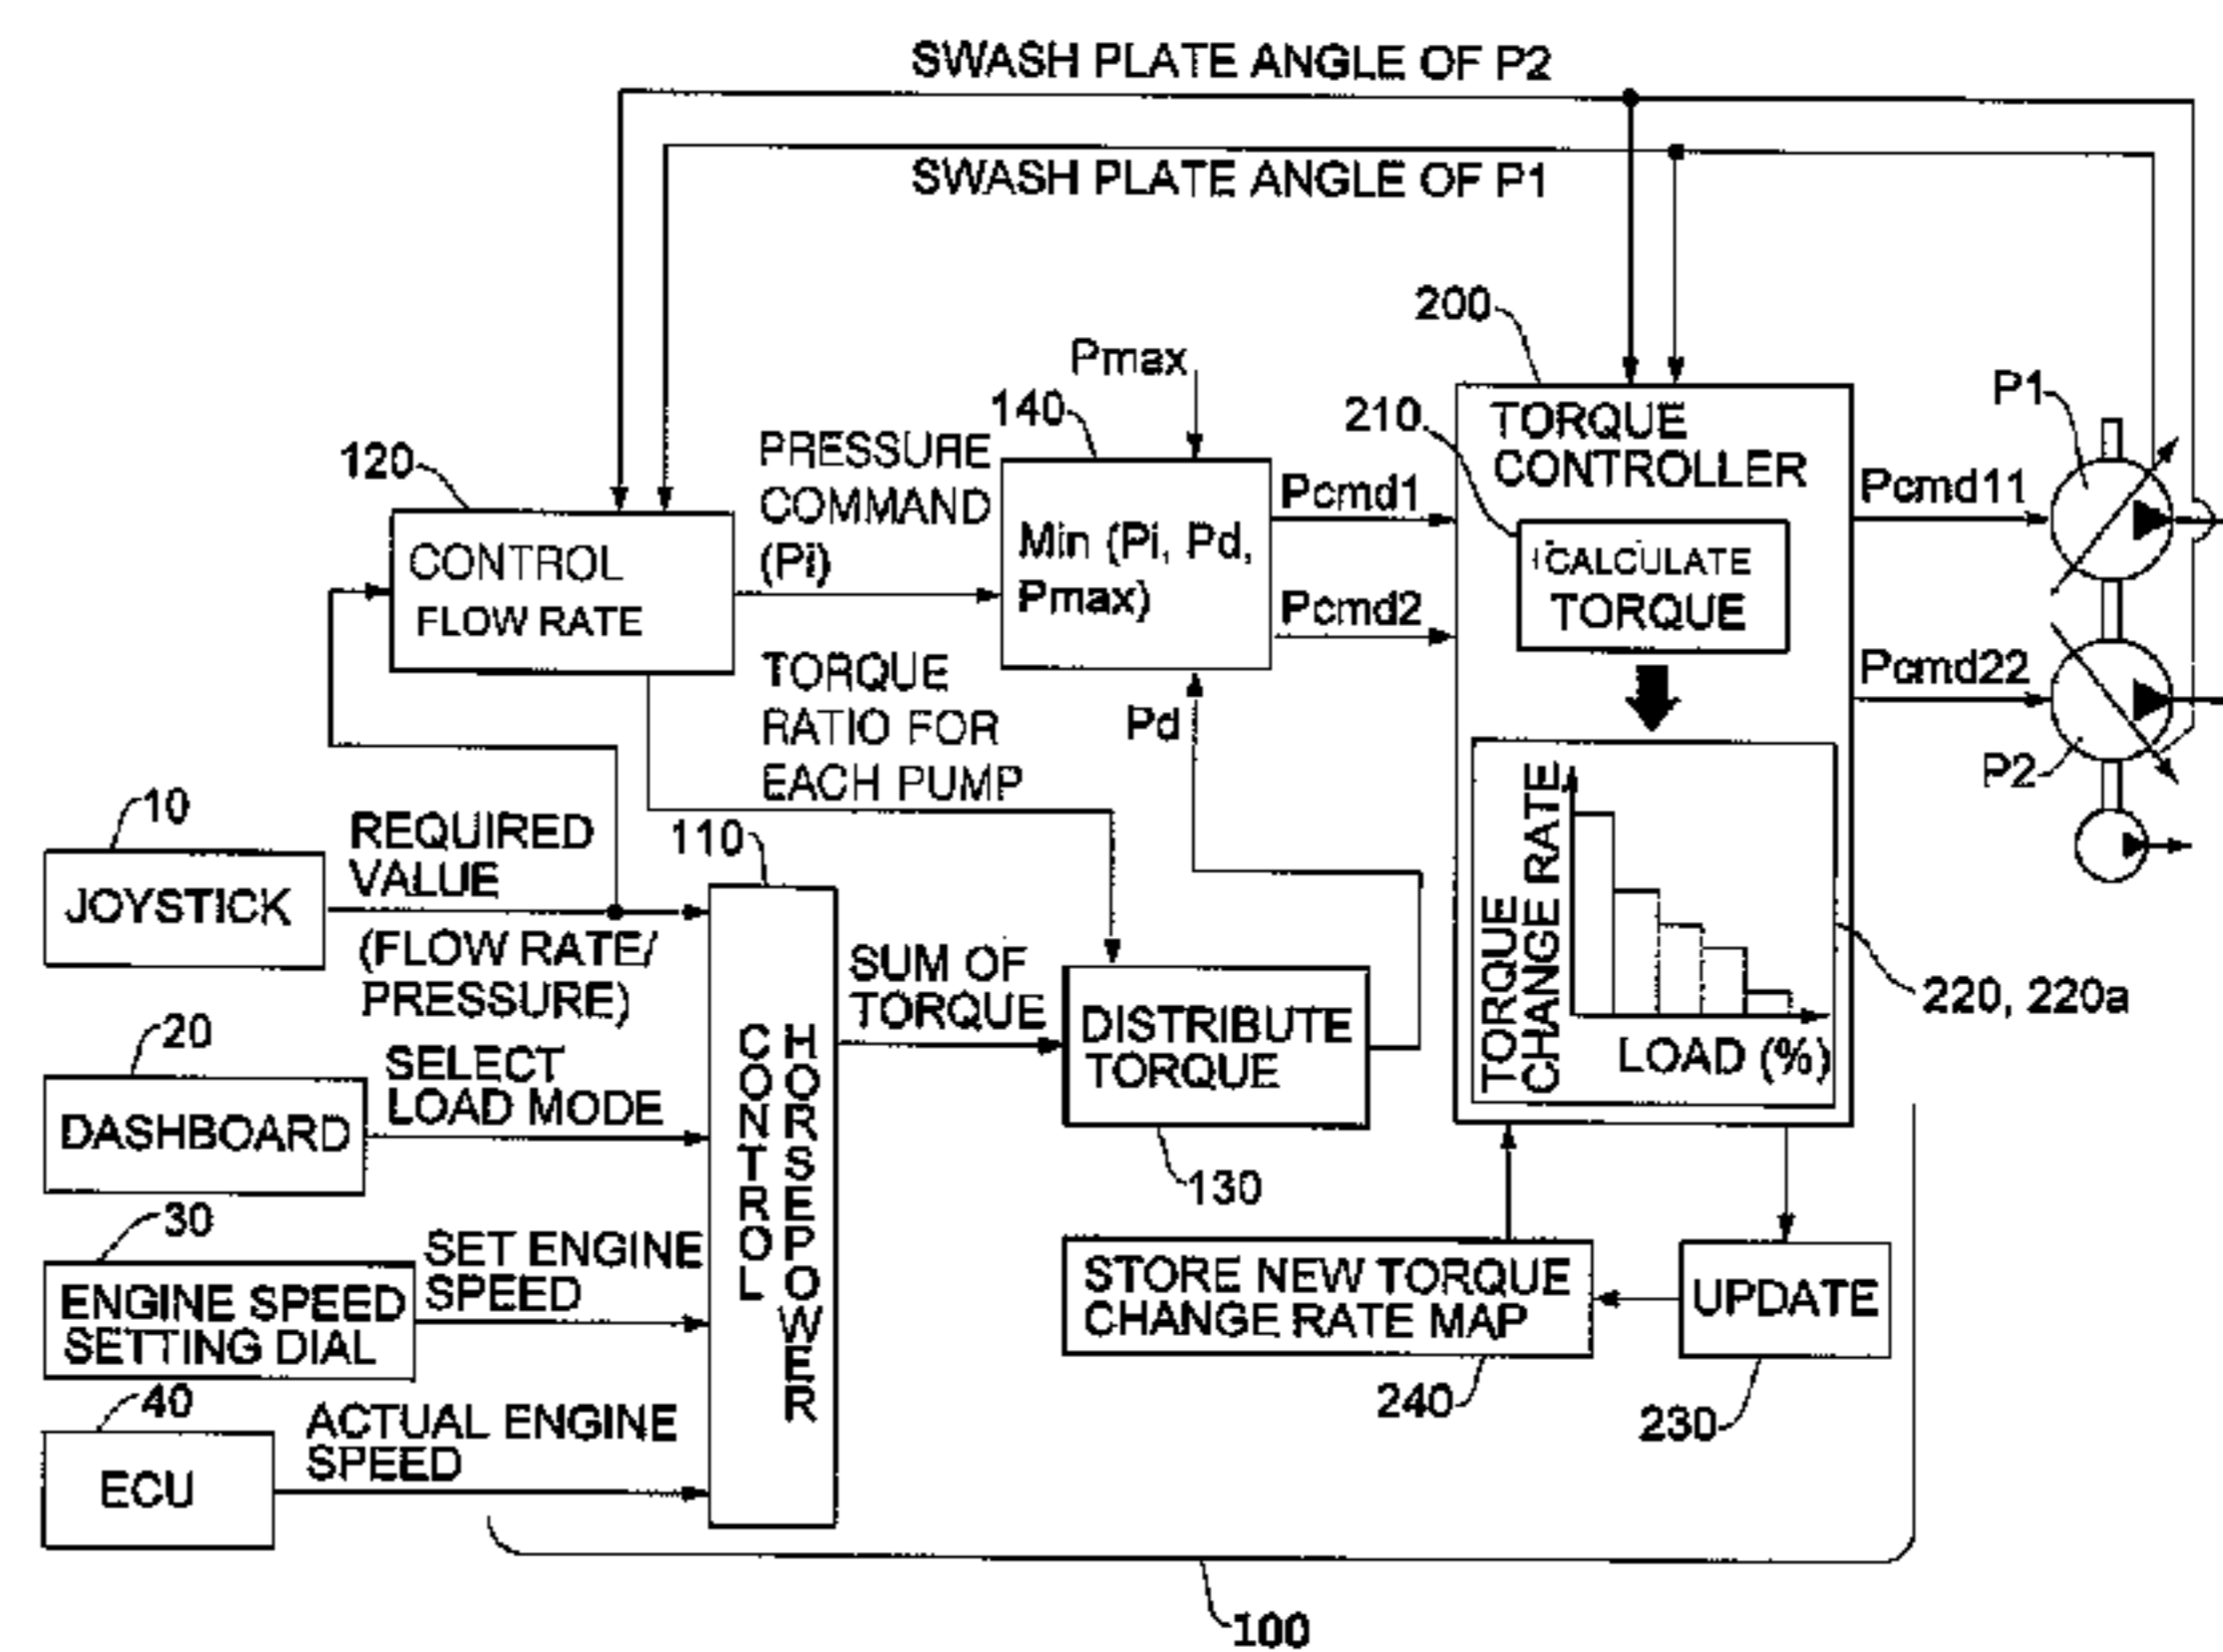 SWASH PLATE ANGLE OF P2
SWASH PLATE ANGLE OF P1
200
Pmax
140
210
TORQUE
CONTROLLER
P1
120
PRESSURE
COMMAND
(Pi)
CONTROL
FLOW RATE
Min (Pi, Pd,
Pmax)
Pcmd1
Pcmd2
CALCULATE
TORQUE
Pcmd11
Pcmd22
P2
TORQUE
RATIO FOR
EACH PUMP
Pd
10
JOYSTICK
REQUIRED
VALUE
(FLOW RATE/
PRESSURE)
110
TORQUE
CHANGE RATE
LOAD (%)
220, 220a
20
DASHBOARD
SELECT
LOAD MODE
HORSEPOWER
CONTROL
SUM OF
TORQUE
DISTRIBUTE
TORQUE
130
30
ENGINE SPEED
SETTING DIAL
SET ENGINE
SPEED
STORE NEW TORQUE
CHANGE RATE MAP
240
UPDATE
230
40
ECU
ACTUAL ENGINE
SPEED
100